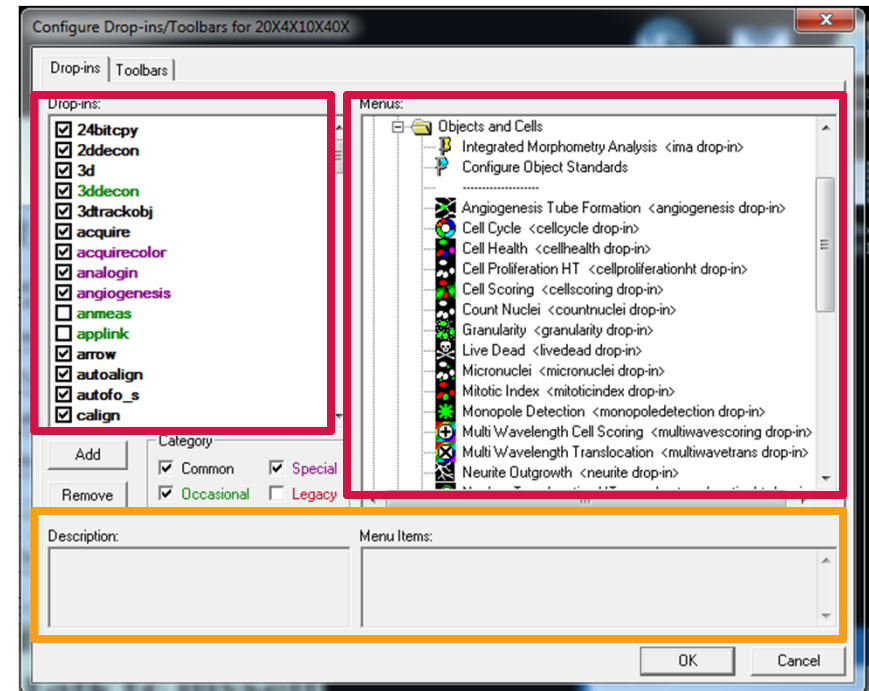 Configure Drop-ins/Toolbars for 20X4X10X40X
Drop-ins
Toolbars
Drop-ins:
24bitcpy
2ddecon
3d
3ddecon
3dtrackobj
acquire
acquirecolor
analogin
angiogenesis
anmeas
applink
arrow
autoalign
autofo_s
calign
Menus:
Objects and Cells
Integrated Morphometry Analysis <ima drop-in>
Configure Object Standards
-------------------
Angiogenesis Tube Formation <angiogenesis drop-in>
Cell Cycle <cellcycle drop-in>
Cell Health <cellhealth drop-in>
Cell Proliferation HT <cellproliferationht drop-in>
Cell Scoring <cellscoring drop-in>
Count Nuclei <countnuclei drop-in>
Granularity <granularity drop-in>
Live Dead <livedead drop-in>
Micronuclei <micronuclei drop-in>
Mitotic Index <mitoticindex drop-in>
Monopole Detection <monopoledetection drop-in>
Multi Wavelength Cell Scoring <multiwavescoring drop-in>
Multi Wavelength Translocation <multiwavetrans drop-in>
Neurite Outgrowth <neurite drop-in>
Add
Remove
Category
Common
Special
Occasional
Legacy
Description:
Menu Items:
OK
Cancel